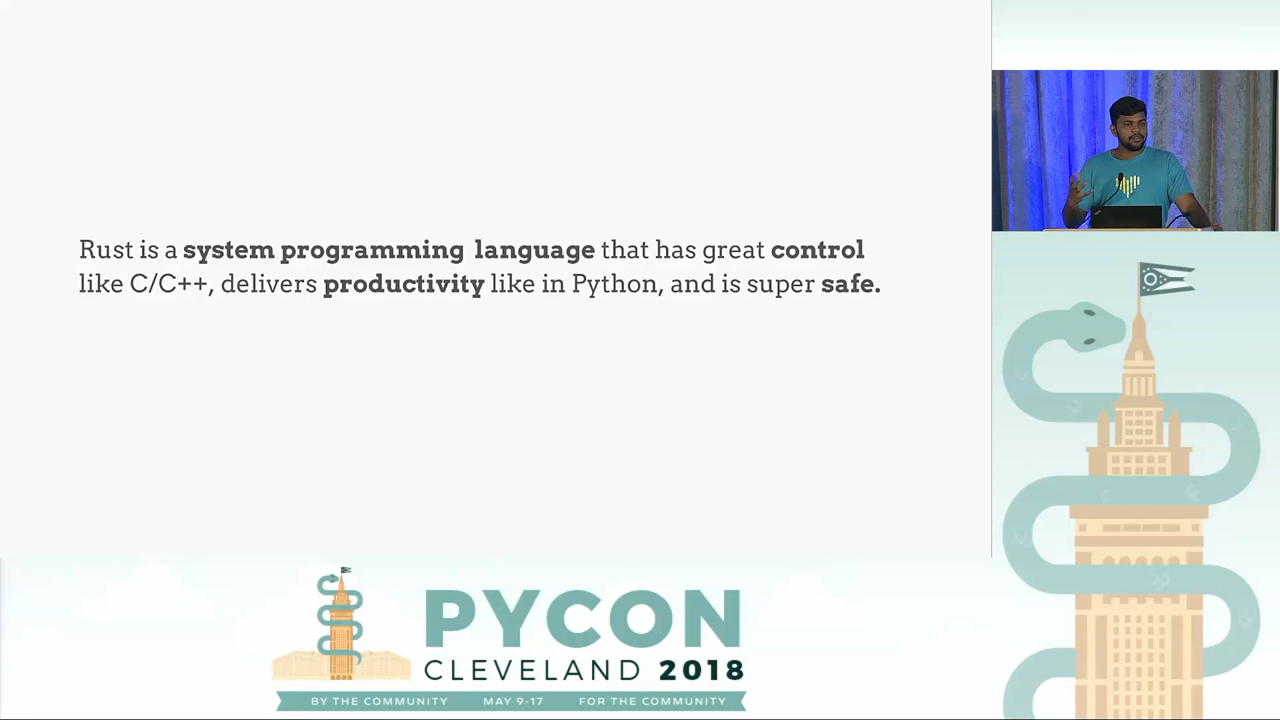 Rust is a system programming language that has great control
like C/C++, delivers productivity like in Python, and is super safe.
PYCON
CLEVELAND 2018
BY THE COMMUNITY MAY 9-17 FOR THE COMMUNITY